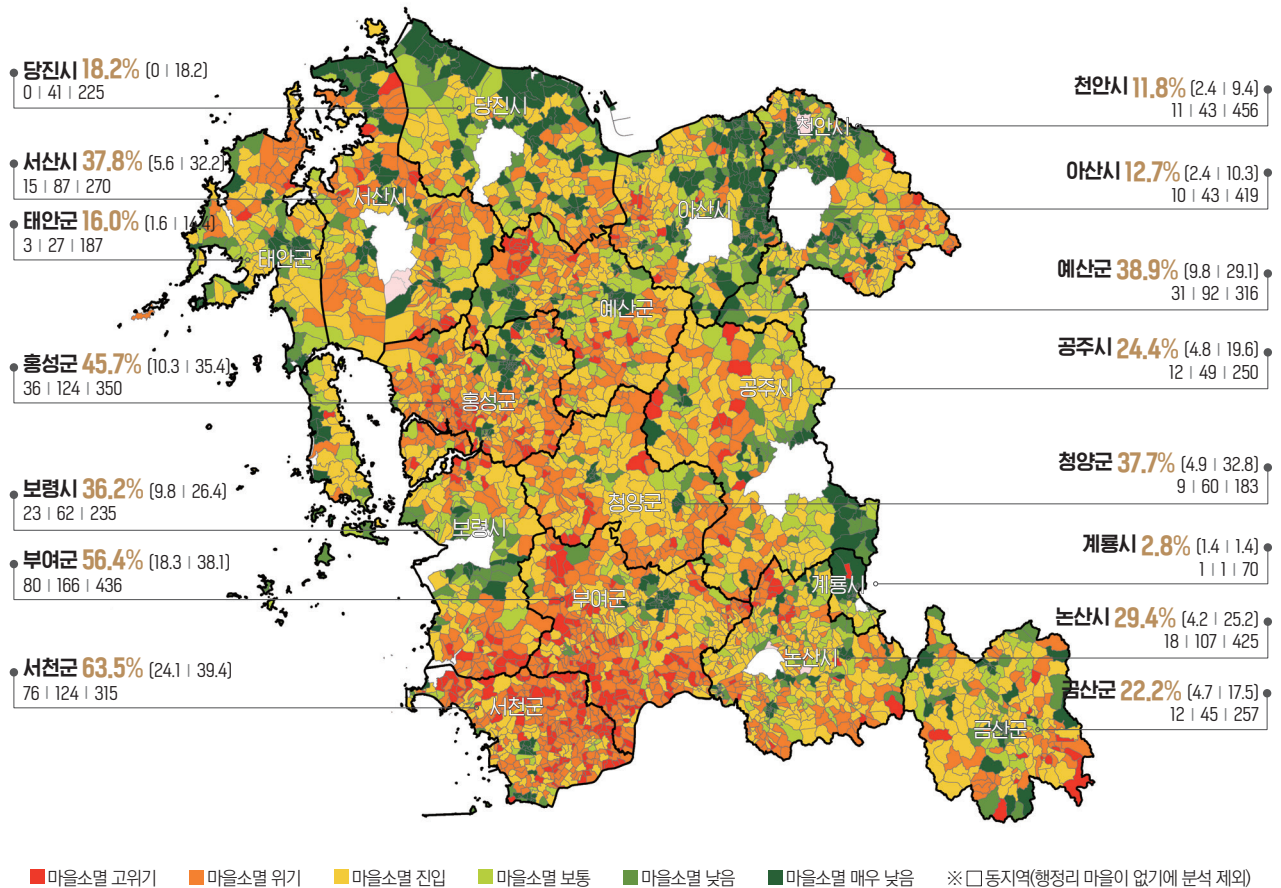 당진시 18.2% (0 | 18.2)
0 | 41 | 225
서산시 37.8% (5.6 | 32.2)
15 | 87 | 270
태안군 16.0% (1.6 | 14.4)
3 | 27 | 187
홍성군 45.7% (10.3 | 35.4)
36 | 124 | 350
보령시 36.2% (9.8 | 26.4)
23 | 62 | 235
부여군 56.4% (18.3 | 38.1)
80 | 166 | 436
서천군 63.5% (24.1 | 39.4)
76 | 124 | 315
천안시 11.8% (2.4 | 9.4)
11 | 43 | 456
아산시 12.7% (2.4 | 10.3)
10 | 43 | 419
예산군 38.9% (9.8 | 29.1)
31 | 92 | 316
공주시 24.4% (4.8 | 19.6)
12 | 49 | 250
청양군 37.7% (4.9 | 32.8)
9 | 60 | 183
계룡시 2.8% (1.4 | 1.4)
1 | 1 | 70
논산시 29.4% (4.2 | 25.2)
18 | 107 | 425
금산군 22.2% (4.7 | 17.5)
12 | 45 | 257
당진시
천안시
서산시
아산시
태안군
예산군
공주시
홍성군
청양군
보령시
계룡시
부여군
논산시
서천군
금산군
마을소멸 고위기 마을소멸 위기 마을소멸 진입 마을소멸 보통 마을소멸 낮음 마을소멸 매우 낮음 ※ □ 동지역(행정리 마을이 없기에 분석 제외)